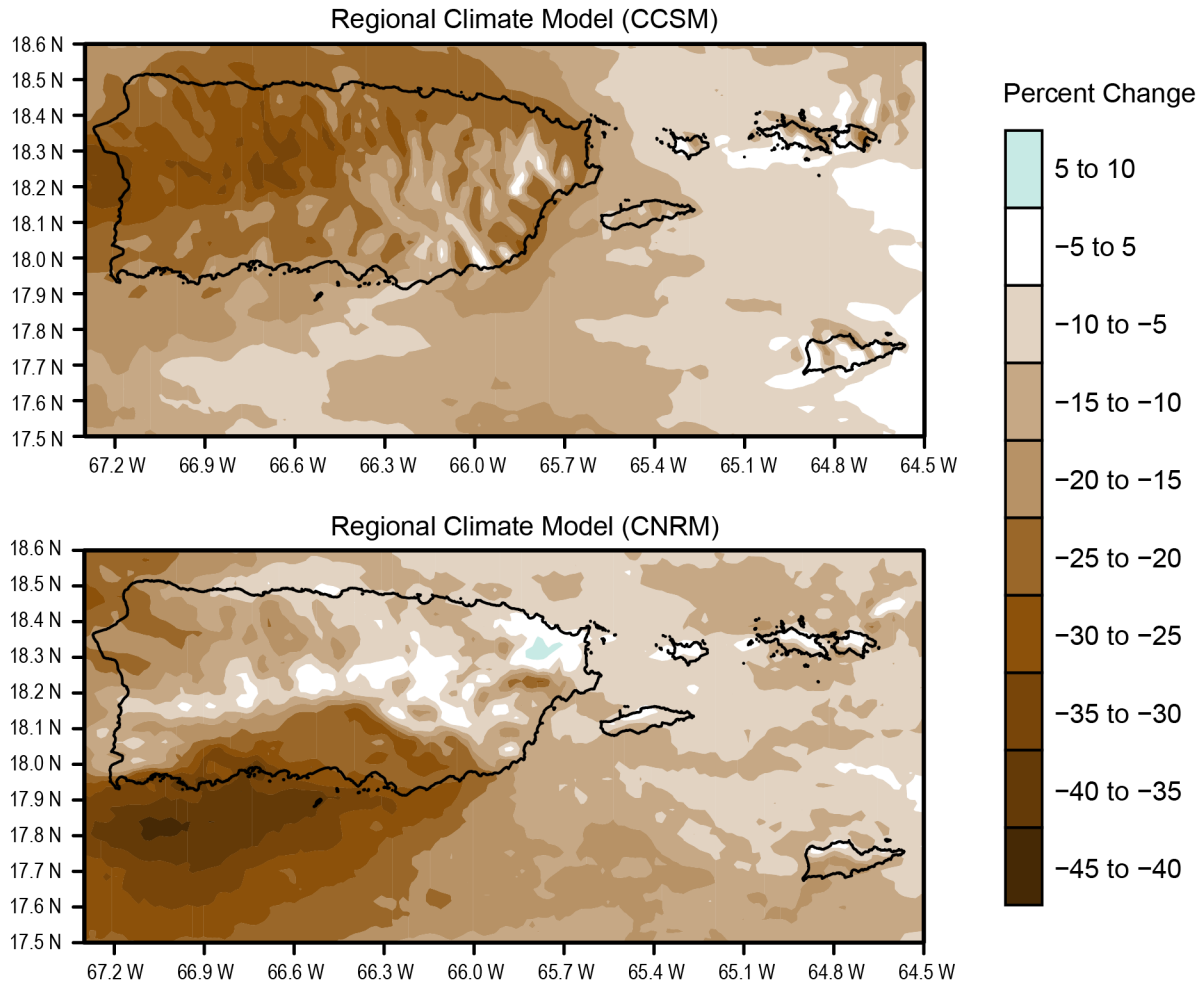 Regional Climate Model (CCSM)
18.6 N
18.5 N
18.4 N
18.3 N
18.2 N
18.1 N
18.0 N
17.9 N
17.8 N
17.7 N
17.6 N
17.5 N
67.2 W 66.9 W 66.6 W 66.3 W 66.0 W 65.7 W 65.4 W 65.1 W 64.8 W 64.5 W
Regional Climate Model (CNRM)
18.6 N
18.5 N
18.4 N
18.3 N
18.2 N
18.1 N
18.0 N
17.9 N
17.8 N
17.7 N
17.6 N
17.5 N
67.2 W 66.9 W 66.6 W 66.3 W 66.0 W 65.7 W 65.4 W 65.1 W 64.8 W 64.5 W
Percent Change
5 to 10
−5 to 5
−10 to −5
−15 to −10
−20 to −15
−25 to −20
−30 to −25
−35 to −30
−40 to −35
−45 to −40